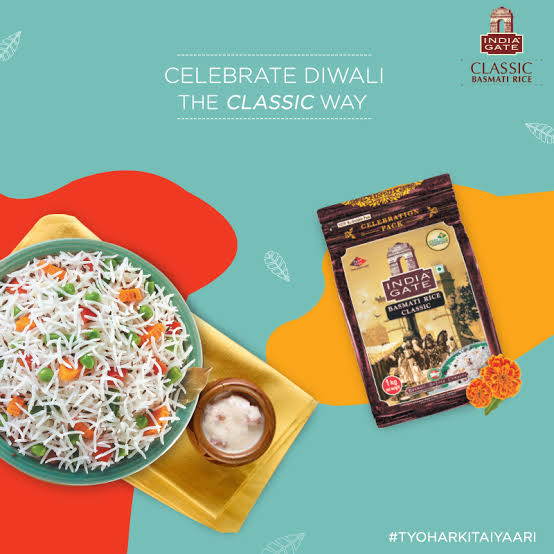 INDIA
GATE
CLASSIC
BASMATI RICE
CELEBRATE DIWALI
THE CLASSIC WAY
CELEBRATION
PACK
INDIA
GATE
BASMATI RICE
CLASSIC
1 kg
#TYOHARKITAIYAARI